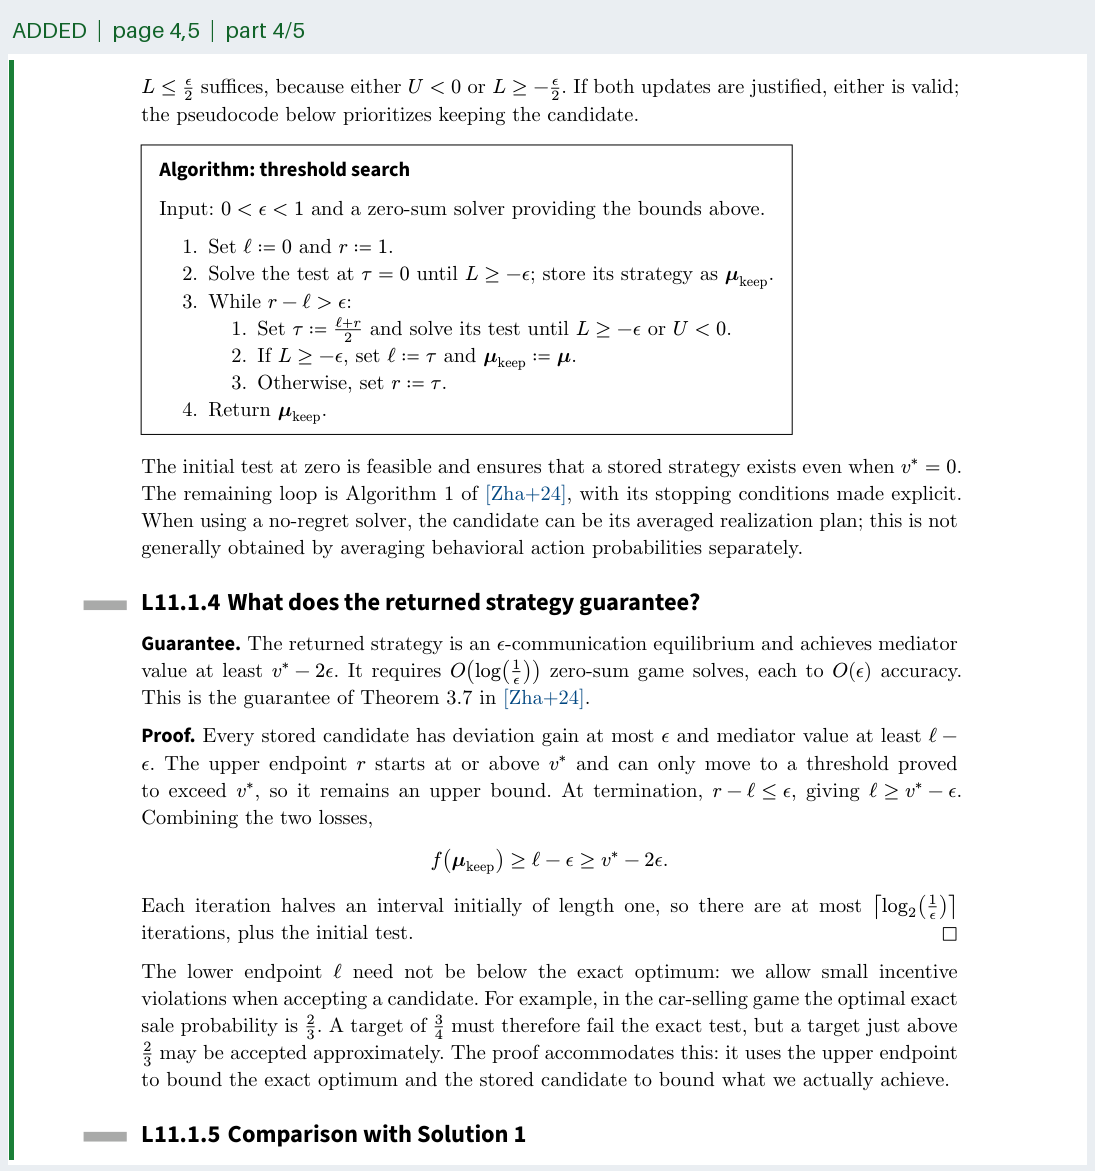 ADDED | page 4,5 | part 4/5
L ≤ ϵ/2 suffices, because either U < 0 or L ≥ −ϵ/2. If both updates are justified, either is valid;
the pseudocode below prioritizes keeping the candidate.
Algorithm: threshold search
Input: 0 < ϵ < 1 and a zero-sum solver providing the bounds above.
1. Set ℓ := 0 and r := 1.
2. Solve the test at τ = 0 until L ≥ −ϵ; store its strategy as μ_keep.
3. While r − ℓ > ϵ:
1. Set τ := (ℓ+r)/2 and solve its test until L ≥ −ϵ or U < 0.
2. If L ≥ −ϵ, set ℓ := τ and μ_keep := μ.
3. Otherwise, set r := τ.
4. Return μ_keep.
The initial test at zero is feasible and ensures that a stored strategy exists even when v* = 0.
The remaining loop is Algorithm 1 of [Zha+24], with its stopping conditions made explicit.
When using a no-regret solver, the candidate can be its averaged realization plan; this is not
generally obtained by averaging behavioral action probabilities separately.
L11.1.4 What does the returned strategy guarantee?
Guarantee. The returned strategy is an ϵ-communication equilibrium and achieves mediator
value at least v* − 2ϵ. It requires O(log(1/ϵ)) zero-sum game solves, each to O(ϵ) accuracy.
This is the guarantee of Theorem 3.7 in [Zha+24].
Proof. Every stored candidate has deviation gain at most ϵ and mediator value at least ℓ −
ϵ. The upper endpoint r starts at or above v* and can only move to a threshold proved
to exceed v*, so it remains an upper bound. At termination, r − ℓ ≤ ϵ, giving ℓ ≥ v* − ϵ.
Combining the two losses,
f(μ_keep) ≥ ℓ − ϵ ≥ v* − 2ϵ.
Each iteration halves an interval initially of length one, so there are at most ⌈log₂(1/ϵ)⌉
iterations, plus the initial test. □
The lower endpoint ℓ need not be below the exact optimum: we allow small incentive
violations when accepting a candidate. For example, in the car-selling game the optimal exact
sale probability is 2/3. A target of 3/4 must therefore fail the exact test, but a target just above
2/3 may be accepted approximately. The proof accommodates this: it uses the upper endpoint
to bound the exact optimum and the stored candidate to bound what we actually achieve.
L11.1.5 Comparison with Solution 1